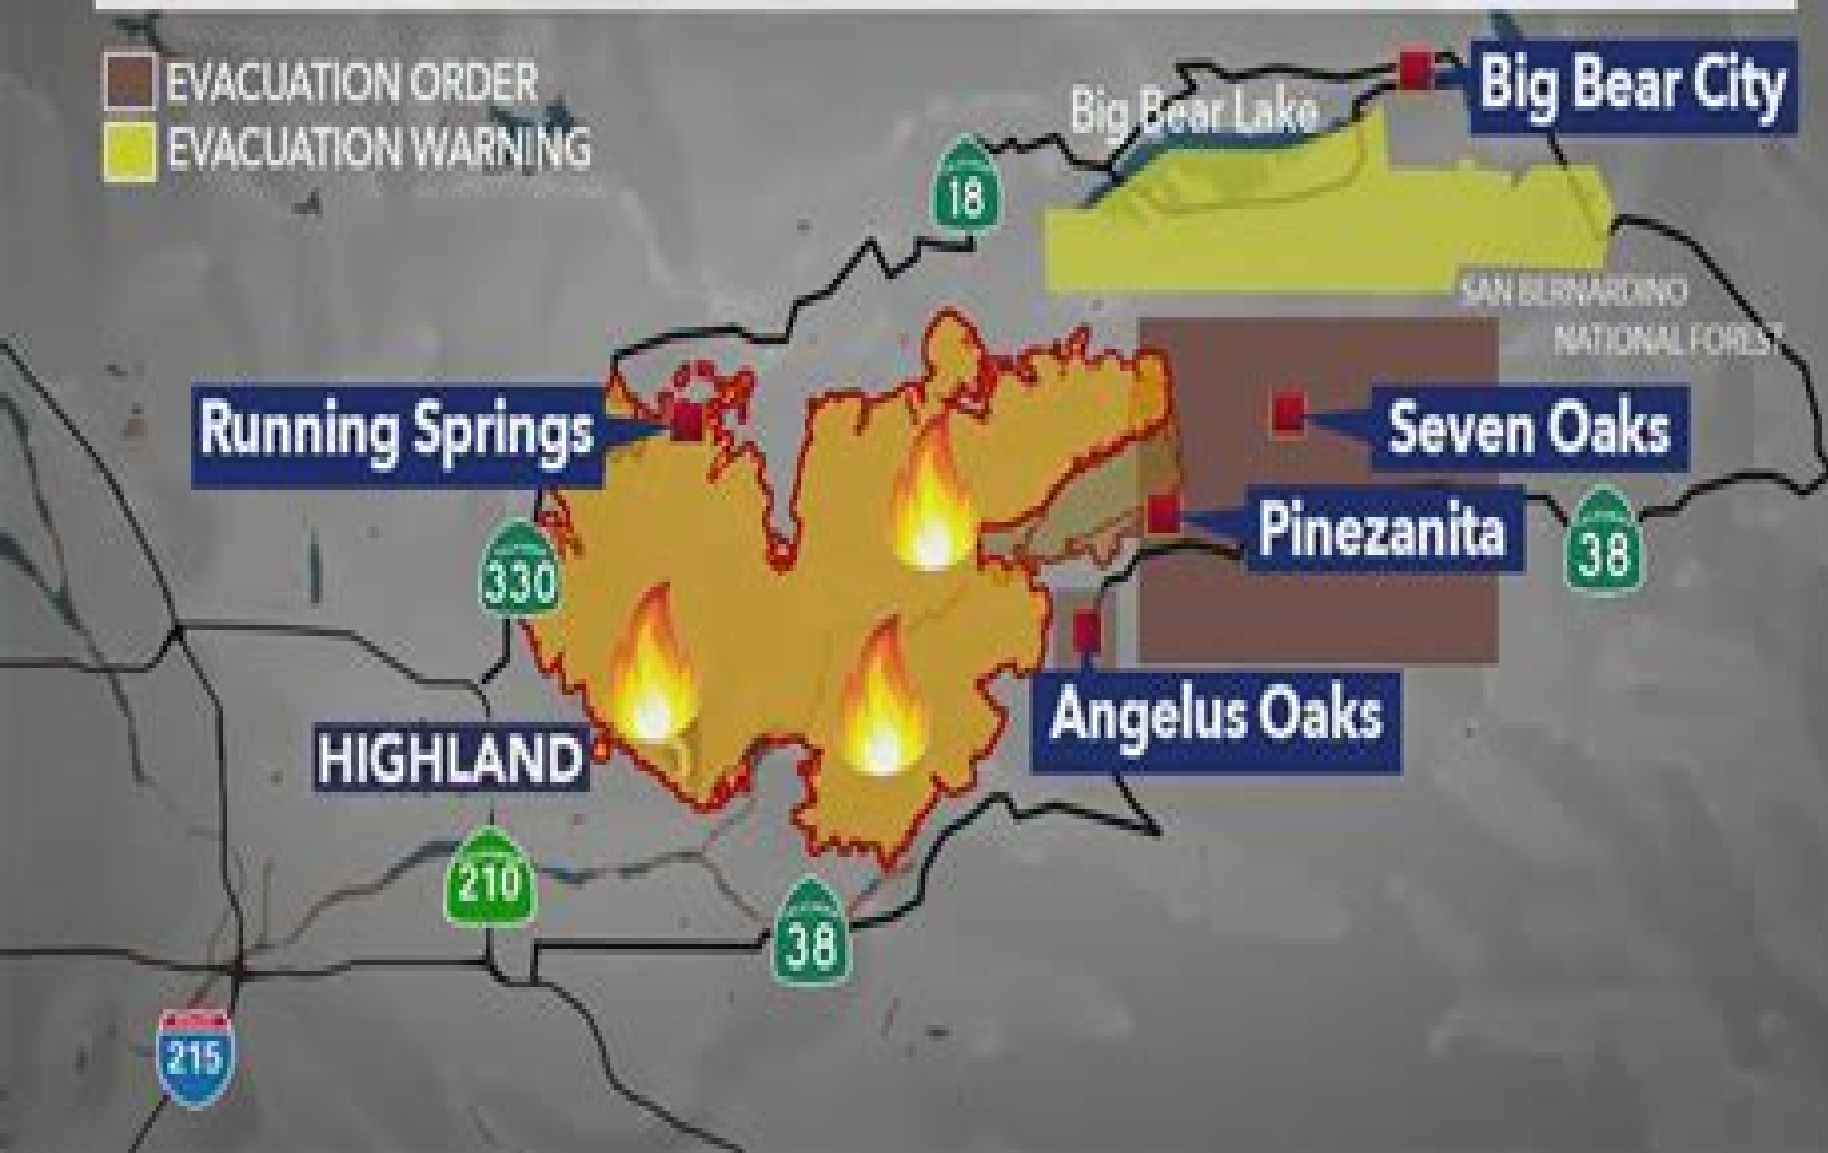 EVACUATION ORDER
EVACUATION WARNING
Big Bear City
Big Bear Lake
18
SAN BERNARDINO
NATIONAL FOREST
Running Springs
Seven Oaks
Pinezanita
330
38
Angelus Oaks
HIGHLAND
210
38
215